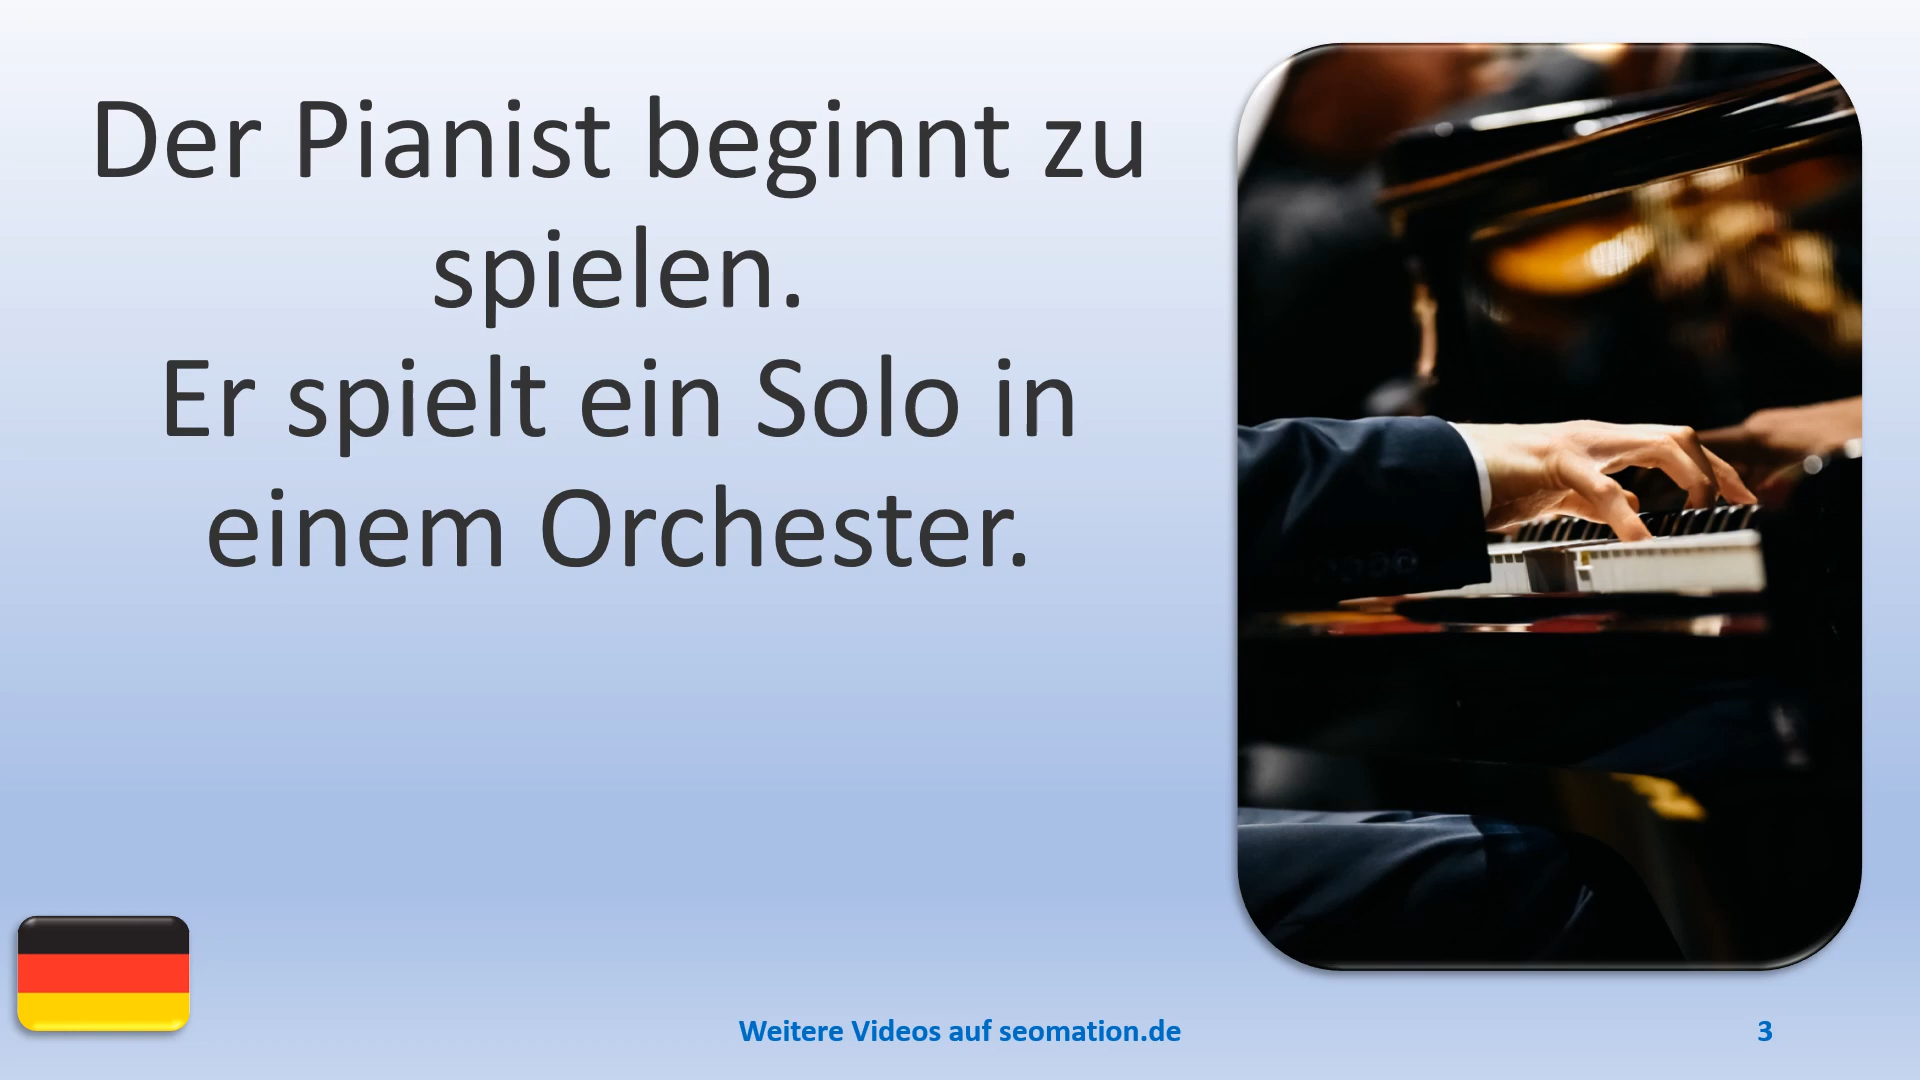 Der Pianist beginnt zu
spielen.
Er spielt ein Solo in
einem Orchester.
Weitere Videos auf seomation.de
3